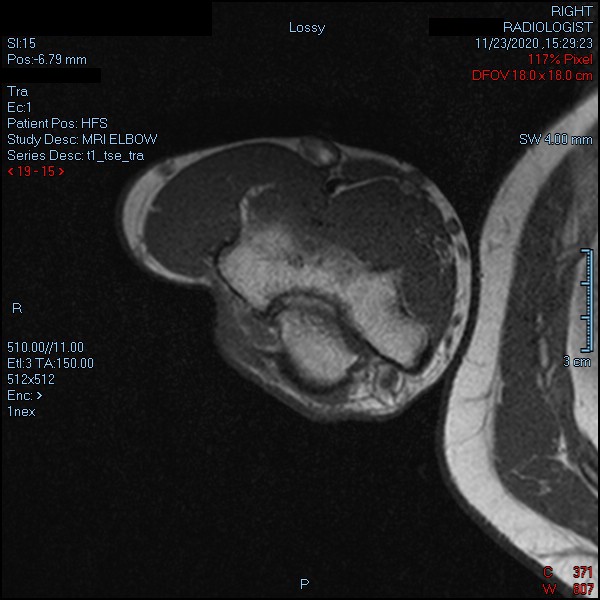 RIGHT
RADIOLOGIST
11/23/2020 ,15:29:23
117% Pixel
DFOV 18.0 x 18.0 cm
Lossy
SI:15
Pos:-6.79 mm
Tra
Ec:1
Patient Pos: HFS
Study Desc: MRI ELBOW
Series Desc: t1_tse_tra
< 19 - 15 >
SW 4.00 mm
R
510.00//11.00
Etl:3 TA:150.00
512x512
Enc: >
1nex
3 cm
P
C 371
W 807